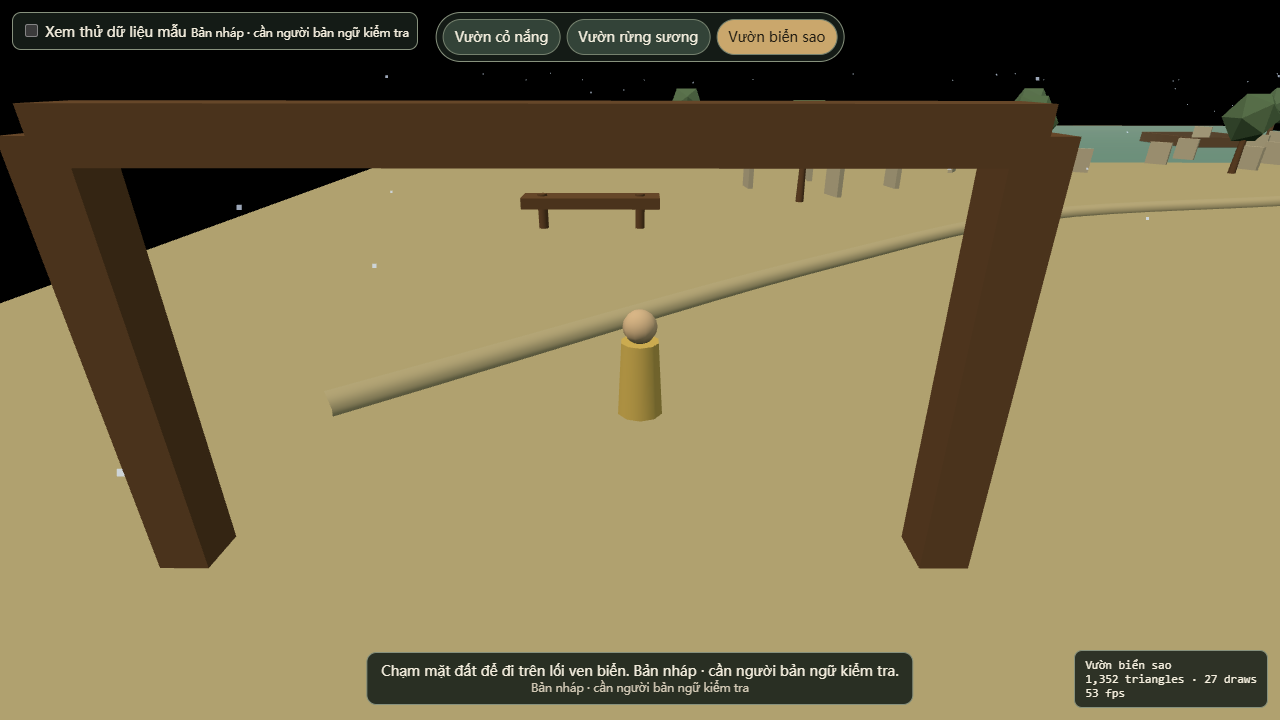 Xem thử dữ liệu mẫu Bản nháp · cần người bản ngữ kiểm tra
Vườn cỏ nắng
Vườn rừng sương
Vườn biển sao
Chạm mặt đất để đi trên lối ven biển. Bản nháp · cần người bản ngữ kiểm tra.
Bản nháp · cần người bản ngữ kiểm tra
Vườn biển sao
1,352 triangles · 27 draws
53 fps